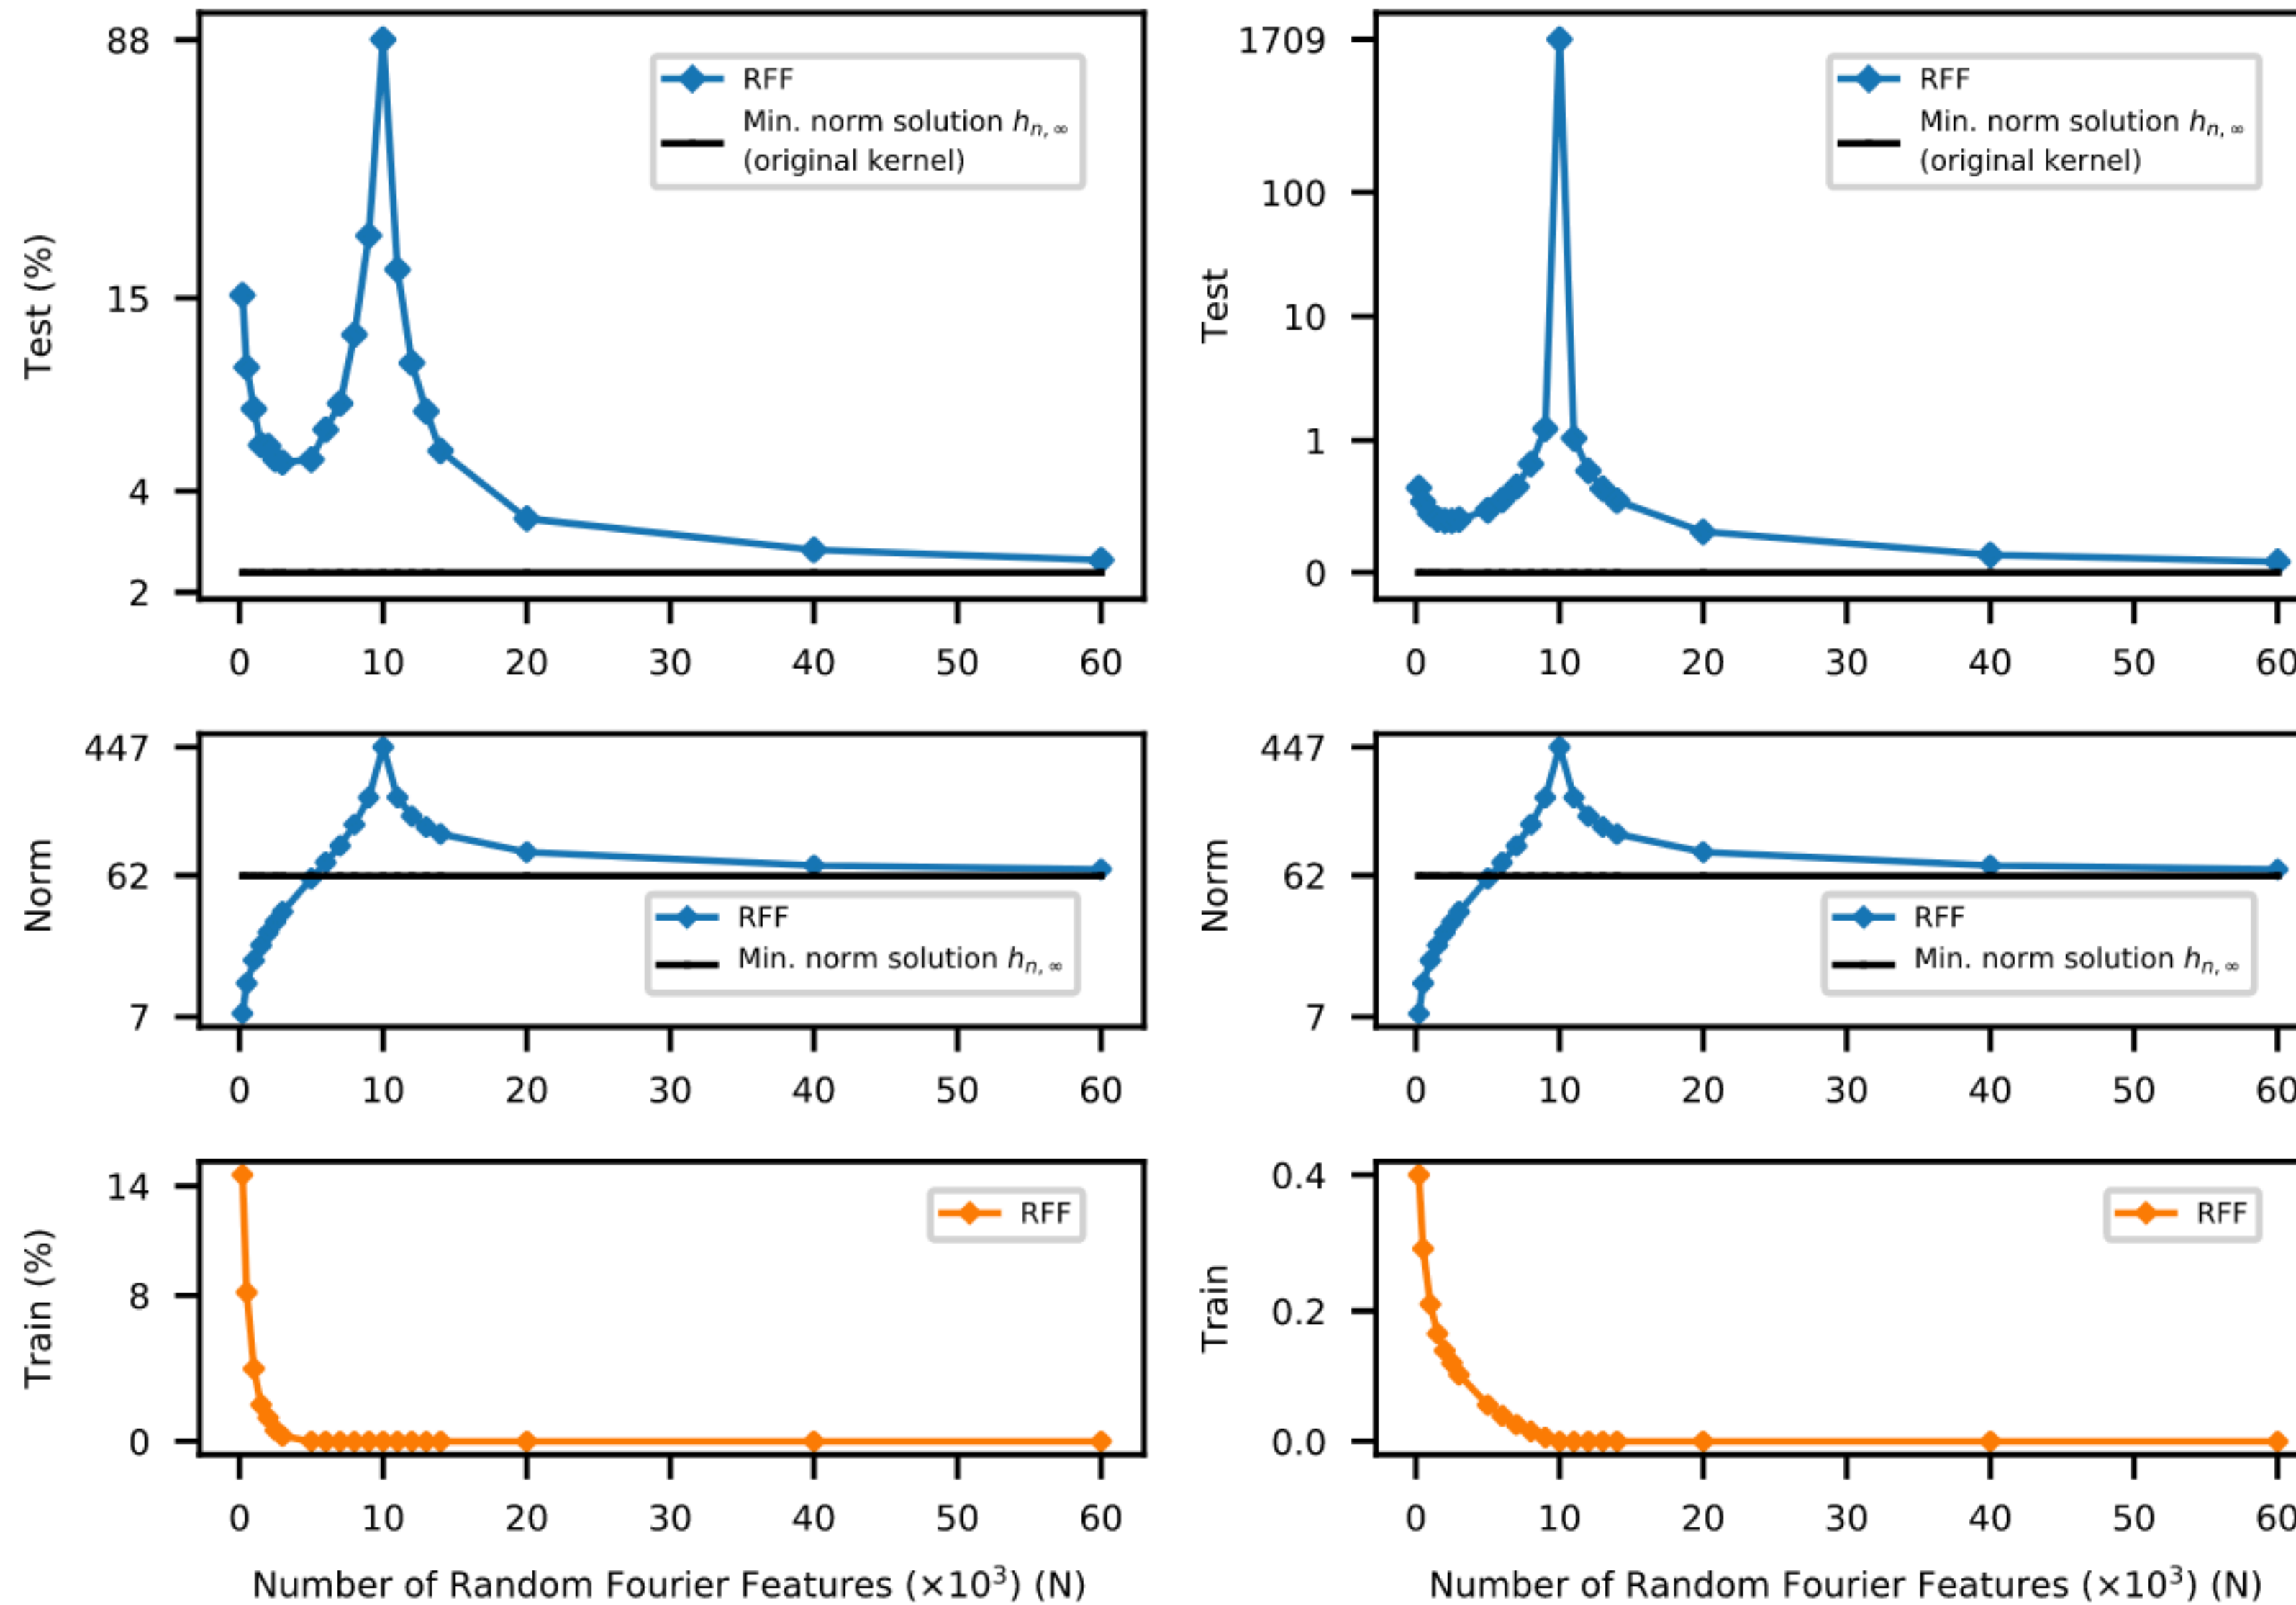 88
15
4
2
Test (%)
RFF
Min. norm solution hn,∞
(original kernel)
0 10 20 30 40 50 60
1709
100
10
1
0
Test
RFF
Min. norm solution hn,∞
(original kernel)
0 10 20 30 40 50 60
447
62
7
Norm
RFF
Min. norm solution hn,∞
0 10 20 30 40 50 60
447
62
7
Norm
RFF
Min. norm solution hn,∞
0 10 20 30 40 50 60
14
8
0
Train (%)
RFF
0 10 20 30 40 50 60
Number of Random Fourier Features (×10³) (N)
0.4
0.2
0.0
Train
RFF
0 10 20 30 40 50 60
Number of Random Fourier Features (×10³) (N)